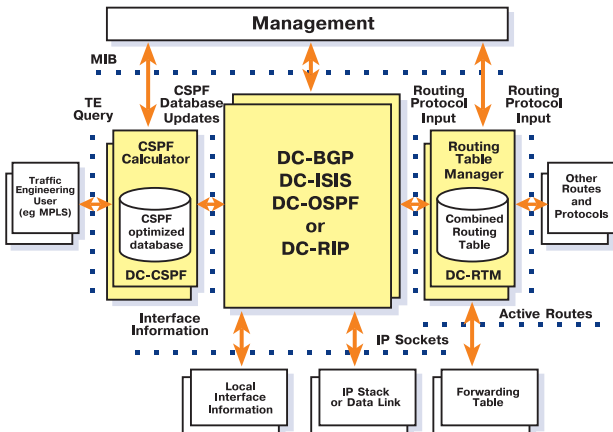 Management
MIB
TE
Query
CSPF
Database
Updates
Routing
Protocol
Input
Routing
Protocol
Input
Traffic
Engineering
User
(eg MPLS)
CSPF
Calculator
CSPF
optimized
database
DC-CSPF
DC-BGP
DC-ISIS
DC-OSPF
or
DC-RIP
Routing
Table
Manager
Combined
Routing
Table
DC-RTM
Other
Routes
and
Protocols
Interface
Information
IP Sockets
Active Routes
Local
Interface
Information
IP Stack
or Data Link
Forwarding
Table